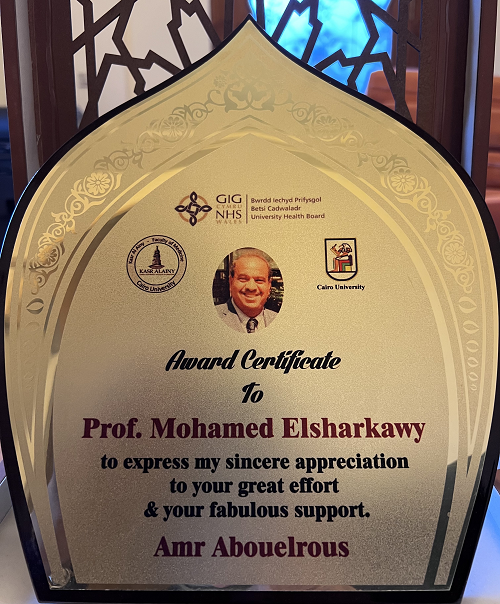 GIG
CYMRU
NHS
WALES
Bwrdd Iechyd Prifysgol
Betsi Cadwaladr
University Health Board
Kasr Al Ainy - Faculty of Medicine
KASR ALAINY
Cairo University
Cairo University
Award Certificate
To
Prof. Mohamed Elsharkawy
to express my sincere appreciation
to your great effort
& your fabulous support.
Amr Abouelrous